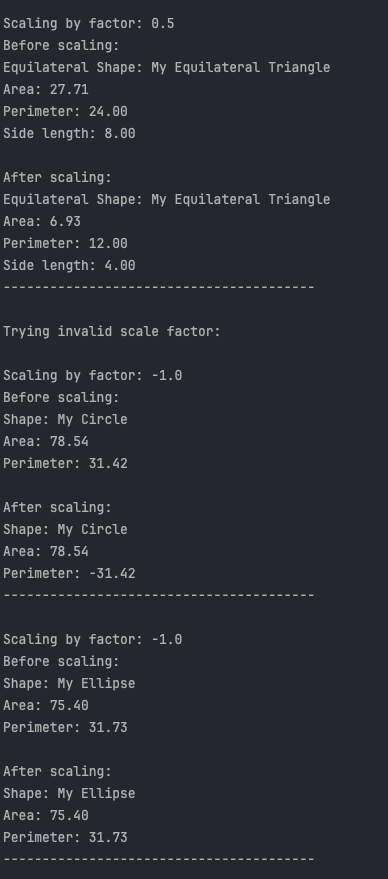 Scaling by factor: 0.5
Before scaling:
Equilateral Shape: My Equilateral Triangle
Area: 27.71
Perimeter: 24.00
Side length: 8.00

After scaling:
Equilateral Shape: My Equilateral Triangle
Area: 6.93
Perimeter: 12.00
Side length: 4.00
----------------------------------------

Trying invalid scale factor:

Scaling by factor: -1.0
Before scaling:
Shape: My Circle
Area: 78.54
Perimeter: 31.42

After scaling:
Shape: My Circle
Area: 78.54
Perimeter: -31.42
----------------------------------------

Scaling by factor: -1.0
Before scaling:
Shape: My Ellipse
Area: 75.40
Perimeter: 31.73

After scaling:
Shape: My Ellipse
Area: 75.40
Perimeter: 31.73
----------------------------------------